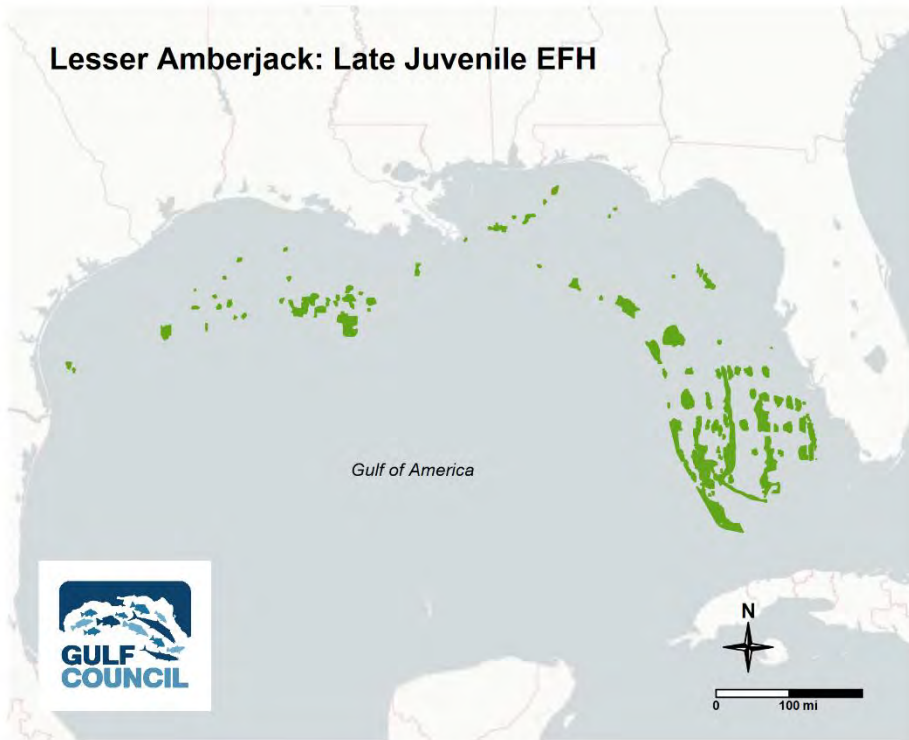 Lesser Amberjack: Late Juvenile EFH
Gulf of America
GULF
COUNCIL
N
0 100 mi